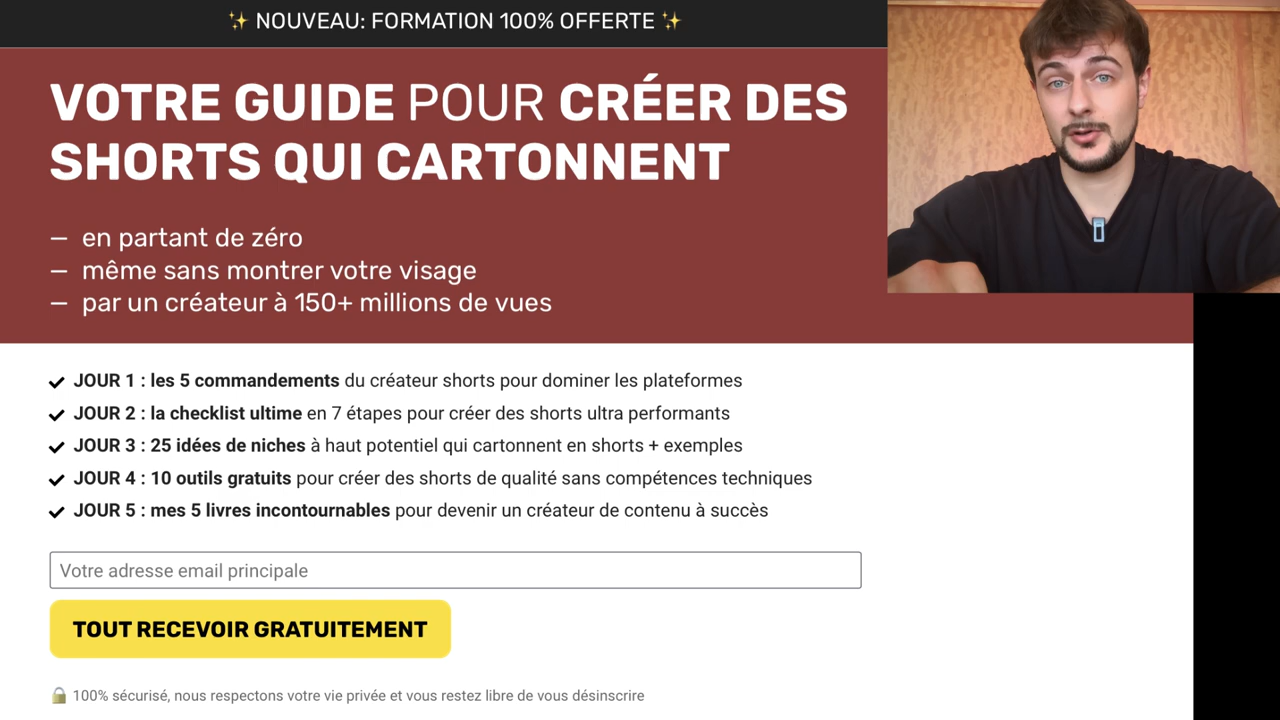 ✨ NOUVEAU: FORMATION 100% OFFERTE ✨
VOTRE GUIDE POUR CRÉER DES
SHORTS QUI CARTONNENT
— en partant de zéro
— même sans montrer votre visage
— par un créateur à 150+ millions de vues
✔ JOUR 1 : les 5 commandements du créateur shorts pour dominer les plateformes
✔ JOUR 2 : la checklist ultime en 7 étapes pour créer des shorts ultra performants
✔ JOUR 3 : 25 idées de niches à haut potentiel qui cartonnent en shorts + exemples
✔ JOUR 4 : 10 outils gratuits pour créer des shorts de qualité sans compétences techniques
✔ JOUR 5 : mes 5 livres incontournables pour devenir un créateur de contenu à succès
Votre adresse email principale
TOUT RECEVOIR GRATUITEMENT
🔒 100% sécurisé, nous respectons votre vie privée et vous restez libre de vous désinscrire